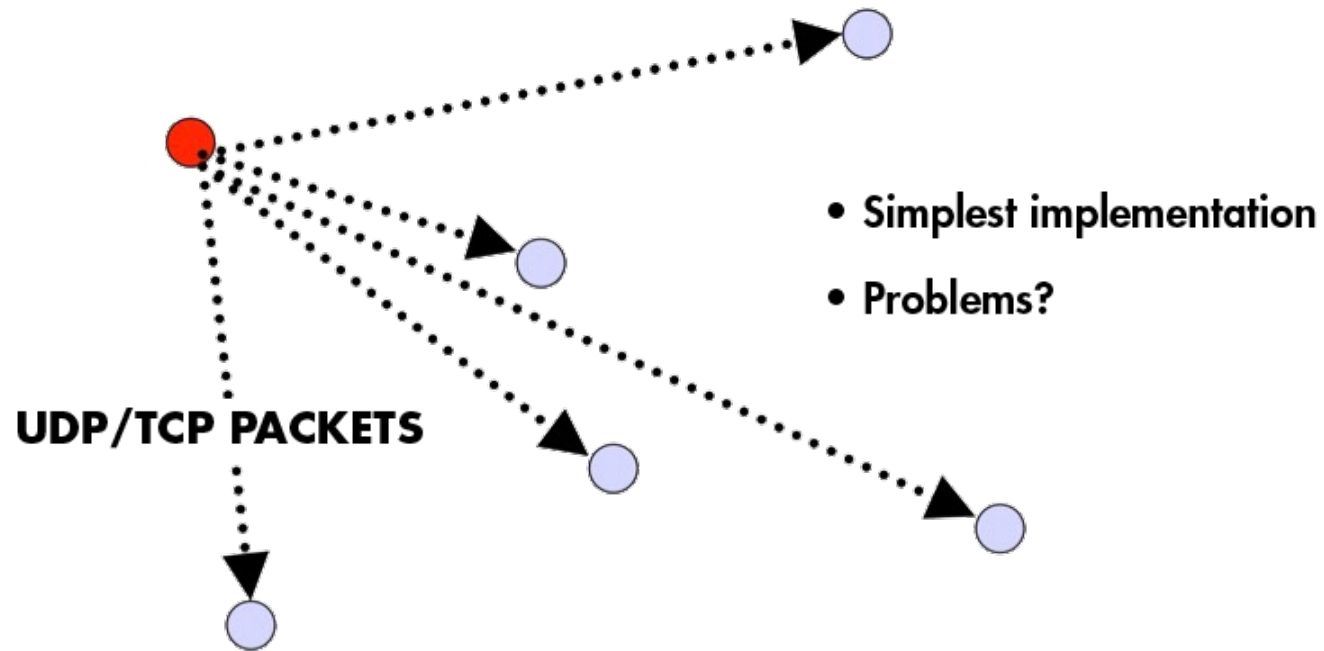 • Simplest implementation
• Problems?
UDP/TCP PACKETS